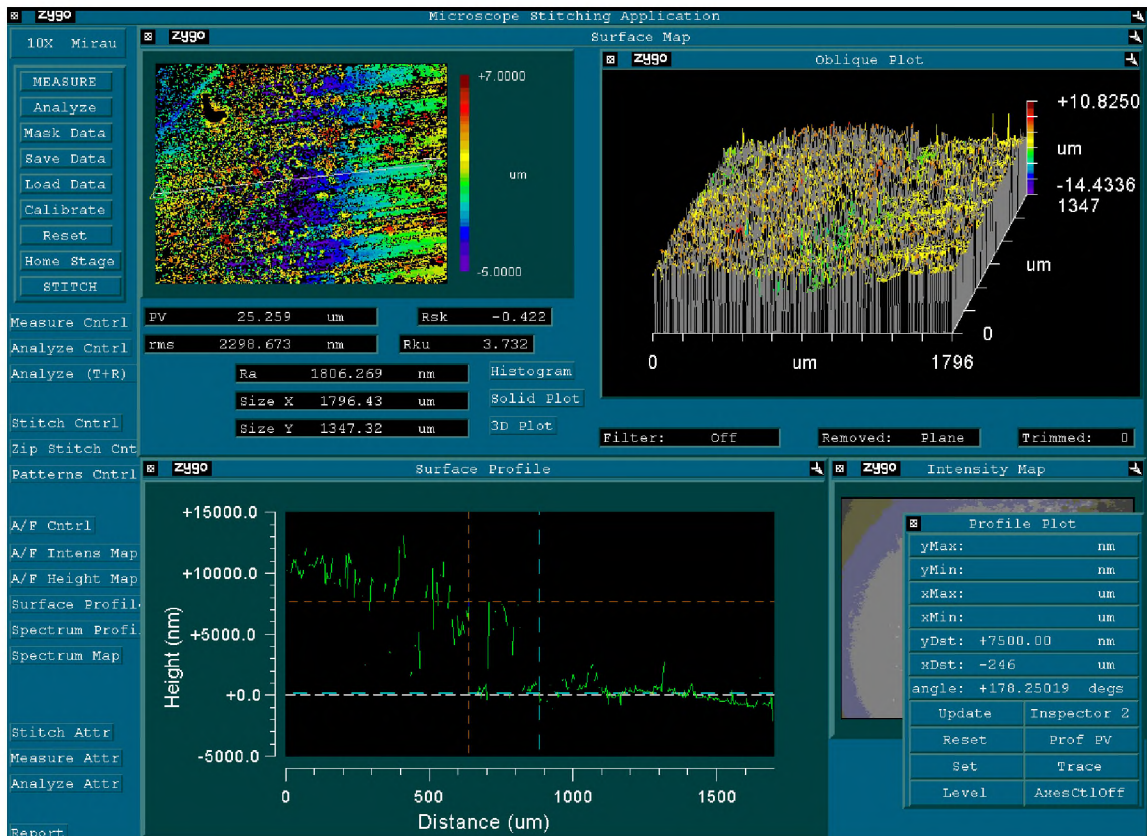 zygo Microscope Stitching Application
10X Mirau
MEASURE
Analyze
Mask Data
Save Data
Load Data
Calibrate
Reset
Home Stage
STITCH
Measure Cntrl
Analyze Cntrl
Analyze (T+R)
Stitch Cntrl
Zip Stitch Cnt
Patterns Cntrl
A/F Cntrl
A/F Intens Map
A/F Height Map
Surface Profil
Spectrum Profi
Spectrum Map
Stitch Attr
Measure Attr
Analyze Attr
Report
zygo Surface Map
+7.0000
um
-5.0000
PV 25.259 um
Rsk -0.422
rms 2298.673 nm
Rku 3.732
Ra 1806.269 nm
Histogram
Size X 1796.43 um
Solid Plot
Size Y 1347.32 um
3D Plot
zygo Oblique Plot
+10.8250
um
-14.4336
1347
um
0
0 um 1796
Filter: Off
Removed: Plane
Trimmed: 0
zygo Surface Profile
+15000.0
+10000.0
+5000.0
+0.0
-5000.0
Height (nm)
0 500 1000 1500
Distance (um)
zygo Intensity Map
Profile Plot
yMax: nm
yMin: nm
xMax: um
xMin: um
yDst: +7500.00 nm
xDst: -246 um
angle: +178.25019 degs
Update Inspector 2
Reset Prof PV
Set Trace
Level AxesCtlOff